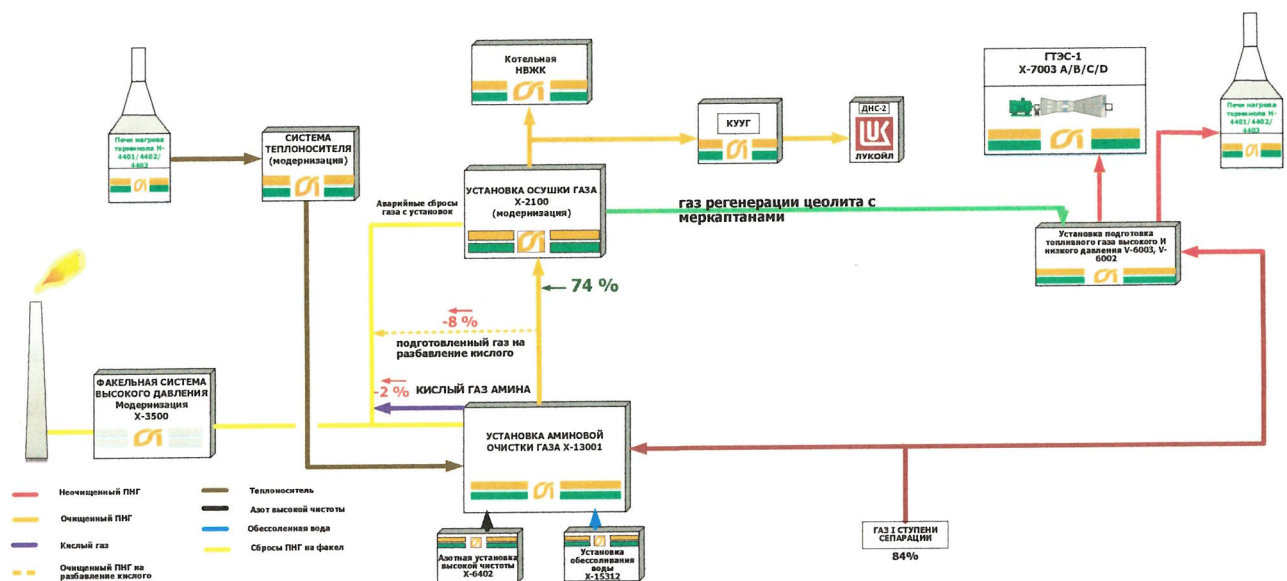 Котельная
НВЖК
ГТЭС-1
X-7003 A/B/C/D
Печи нагрева
терминола H-
4401/4402/
4403
СИСТЕМА
ТЕПЛОНОСИТЕЛЯ
(модернизация)
КУУГ
ДНС-2
LUK
ЛУКОЙЛ
Печи нагрева
терминола H-
4401/4402/
4403
Аварийные сбросы
газа с установок
УСТАНОВКА ОСУШКИ ГАЗА
X-2100
(модернизация)
газ регенерации цеолита с
меркаптанами
Установка подготовка
топливного газа высокого И
низкого давления V-6003, V-
6002
74 %
-8 %
подготовленный газ на
разбавление кислого
-2 %
КИСЛЫЙ ГАЗ АМИНА
ФАКЕЛЬНАЯ СИСТЕМА
ВЫСОКОГО ДАВЛЕНИЯ
Модернизация
X-3500
УСТАНОВКА АМИНОВОЙ
ОЧИСТКИ ГАЗА X-13001
Неочищенный ПНГ
Очищенный ПНГ
Кислый газ
Очищенный ПНГ на
разбавление кислого
Теплоноситель
Азот высокой чистоты
Обессоленная вода
Сбросы ПНГ на факел
Азотная установка
высокой чистоты
X-6402
Установка
обессоливания
воды
X-15312
ГАЗ I СТУПЕНИ
СЕПАРАЦИИ
84%